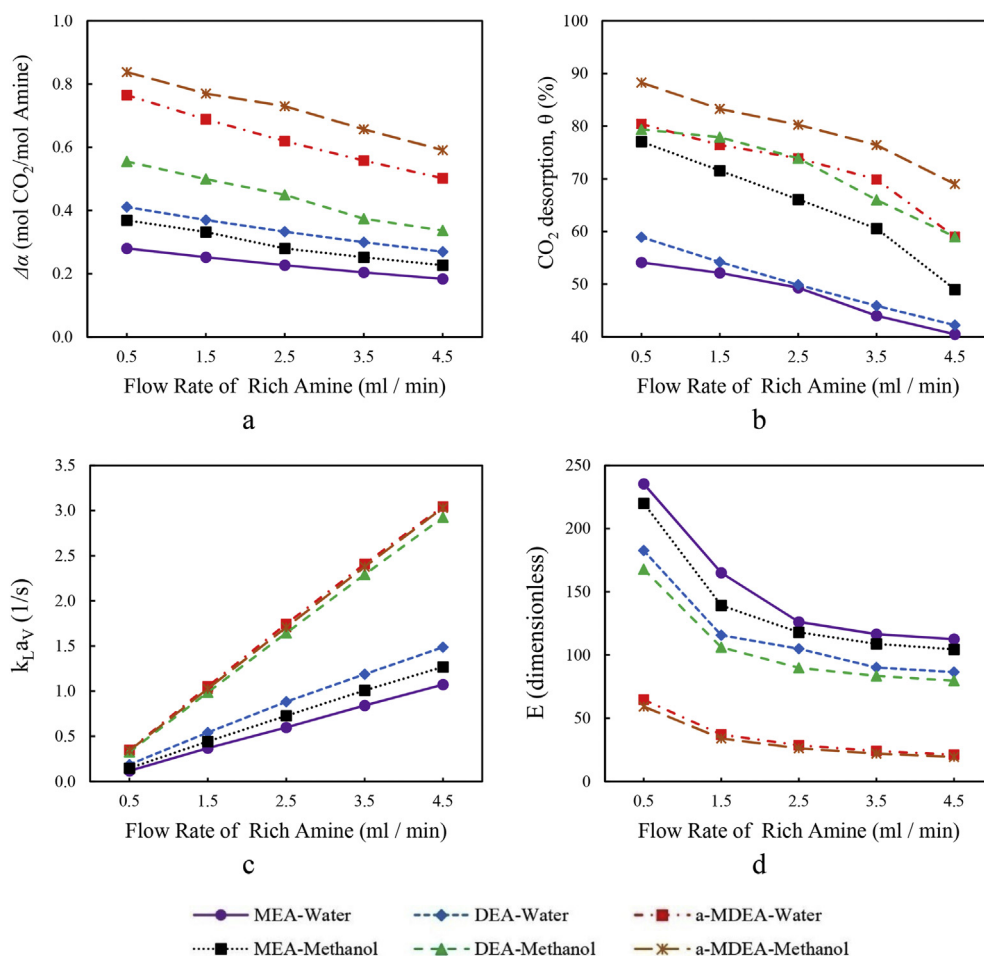 Δα (mol CO₂/mol Amine)
1.0
0.8
0.6
0.4
0.2
0.0
0.5 1.5 2.5 3.5 4.5
Flow Rate of Rich Amine (ml / min)
a
CO₂ desorption, θ (%)
100
90
80
70
60
50
40
0.5 1.5 2.5 3.5 4.5
Flow Rate of Rich Amine (ml / min)
b
kLaV (1/s)
3.5
3.0
2.5
2.0
1.5
1.0
0.5
0.0
0.5 1.5 2.5 3.5 4.5
Flow Rate of Rich Amine (ml / min)
c
E (dimensionless)
250
200
150
100
50
0
0.5 1.5 2.5 3.5 4.5
Flow Rate of Rich Amine (ml / min)
d
MEA-Water DEA-Water a-MDEA-Water
MEA-Methanol DEA-Methanol a-MDEA-Methanol